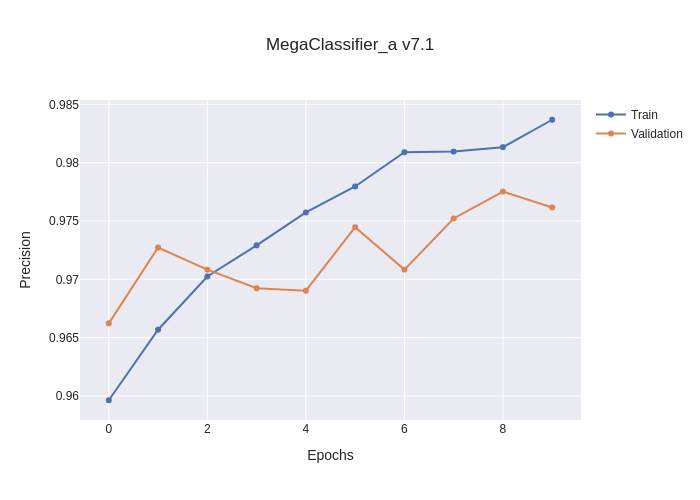 MegaClassifier_a v7.1
0.985
0.98
0.975
0.97
0.965
0.96
Precision
0 2 4 6 8
Epochs
Train
Validation